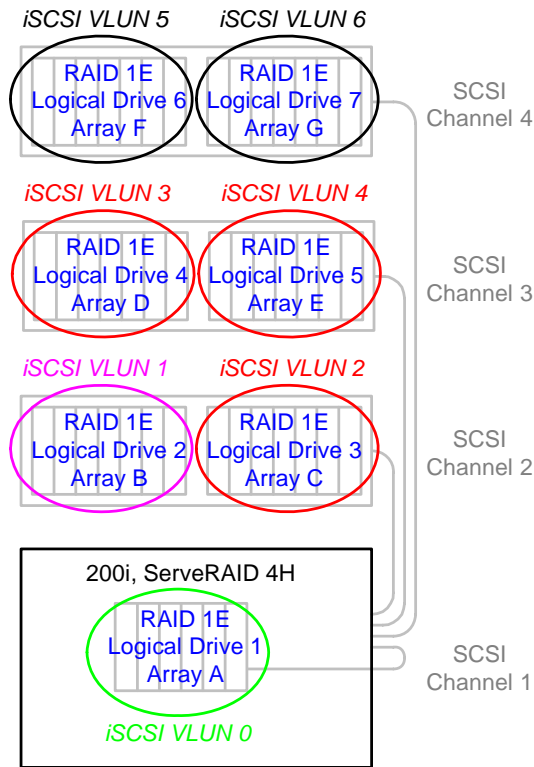 iSCSI VLUN 5
iSCSI VLUN 6
RAID 1E
Logical Drive 6
Array F
RAID 1E
Logical Drive 7
Array G
SCSI
Channel 4
iSCSI VLUN 3
iSCSI VLUN 4
RAID 1E
Logical Drive 4
Array D
RAID 1E
Logical Drive 5
Array E
SCSI
Channel 3
iSCSI VLUN 1
iSCSI VLUN 2
RAID 1E
Logical Drive 2
Array B
RAID 1E
Logical Drive 3
Array C
SCSI
Channel 2
200i, ServeRAID 4H
RAID 1E
Logical Drive 1
Array A
iSCSI VLUN 0
SCSI
Channel 1